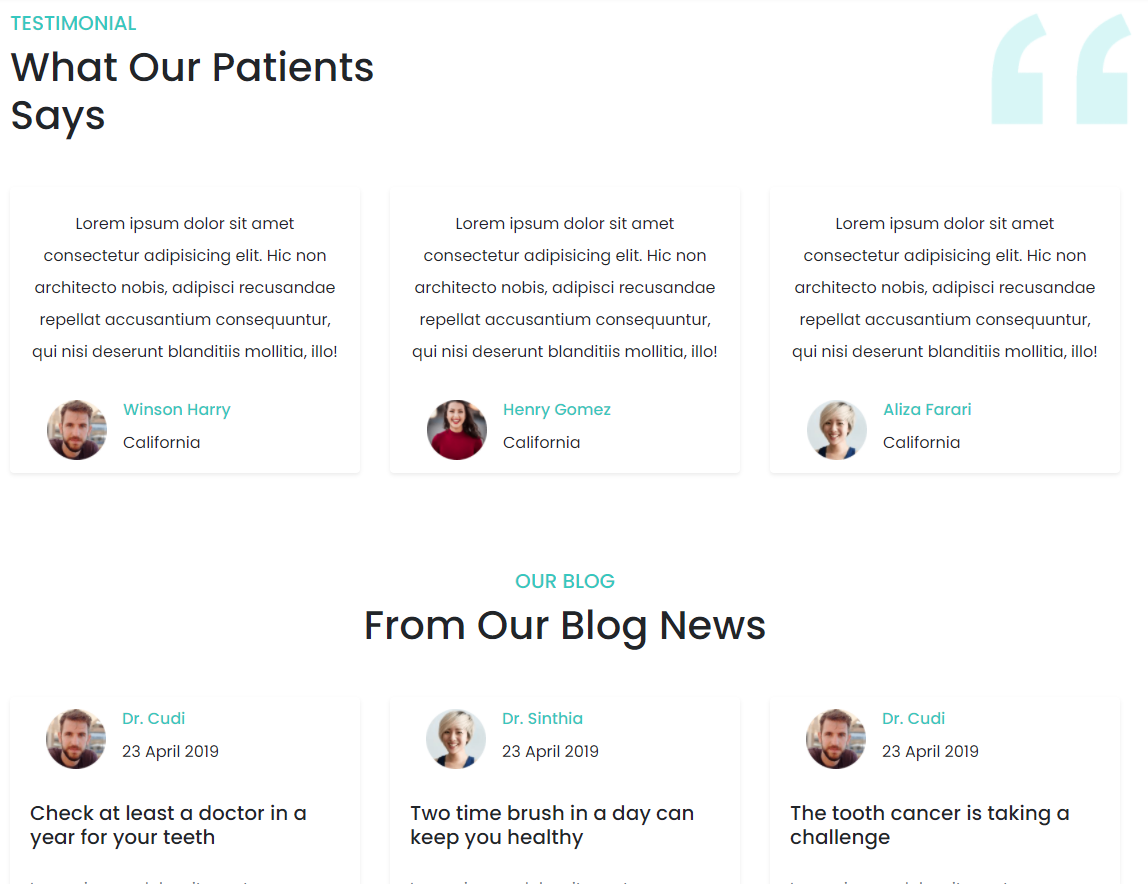 TESTIMONIAL
What Our Patients
Says
Lorem ipsum dolor sit amet
consectetur adipisicing elit. Hic non
architecto nobis, adipisci recusandae
repellat accusantium consequuntur,
qui nisi deserunt blanditiis mollitia, illo!
Winson Harry
California
Lorem ipsum dolor sit amet
consectetur adipisicing elit. Hic non
architecto nobis, adipisci recusandae
repellat accusantium consequuntur,
qui nisi deserunt blanditiis mollitia, illo!
Henry Gomez
California
Lorem ipsum dolor sit amet
consectetur adipisicing elit. Hic non
architecto nobis, adipisci recusandae
repellat accusantium consequuntur,
qui nisi deserunt blanditiis mollitia, illo!
Aliza Farari
California
OUR BLOG
From Our Blog News
Dr. Cudi
23 April 2019
Check at least a doctor in a
year for your teeth
Dr. Sinthia
23 April 2019
Two time brush in a day can
keep you healthy
Dr. Cudi
23 April 2019
The tooth cancer is taking a
challenge